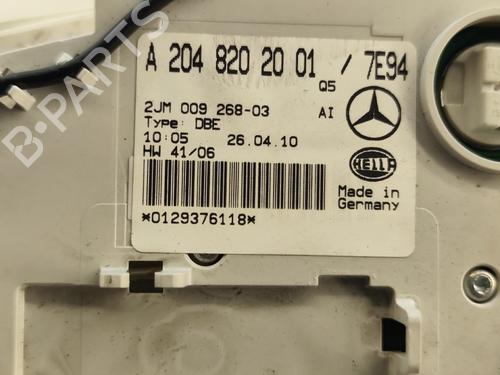 A 204 820 20 01 / 7E94
Q5
2JM 009 268-03 AI
Type: DBE
10:05 26.04.10
HW 41/06
HELLA
Made in
Germany
*0129376118*
B-PARTS